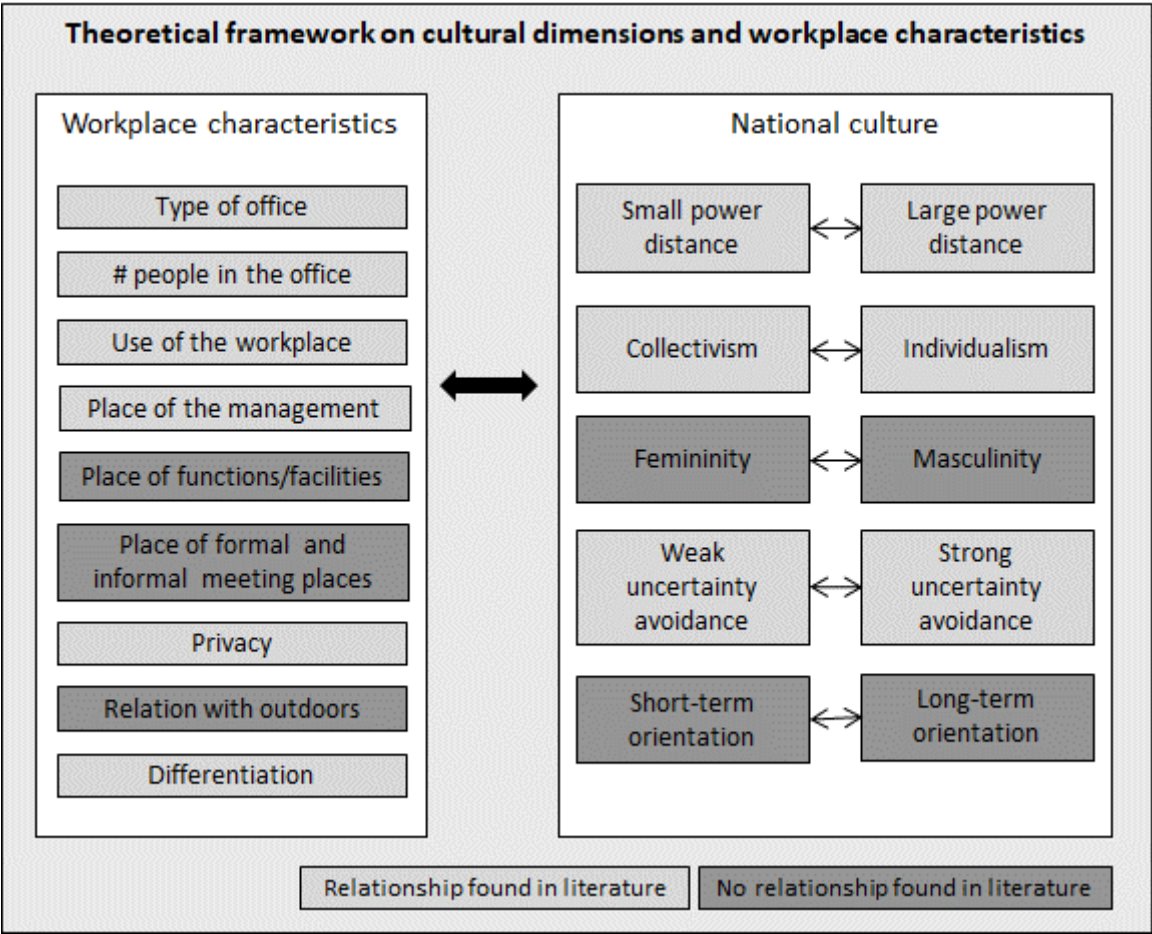 Theoretical framework on cultural dimensions and workplace characteristics
Workplace characteristics
Type of office
# people in the office
Use of the workplace
Place of the management
Place of functions/facilities
Place of formal and
informal meeting places
Privacy
Relation with outdoors
Differentiation
National culture
Small power
distance
Large power
distance
Collectivism
Individualism
Femininity
Masculinity
Weak
uncertainty
avoidance
Strong
uncertainty
avoidance
Short-term
orientation
Long-term
orientation
Relationship found in literature
No relationship found in literature